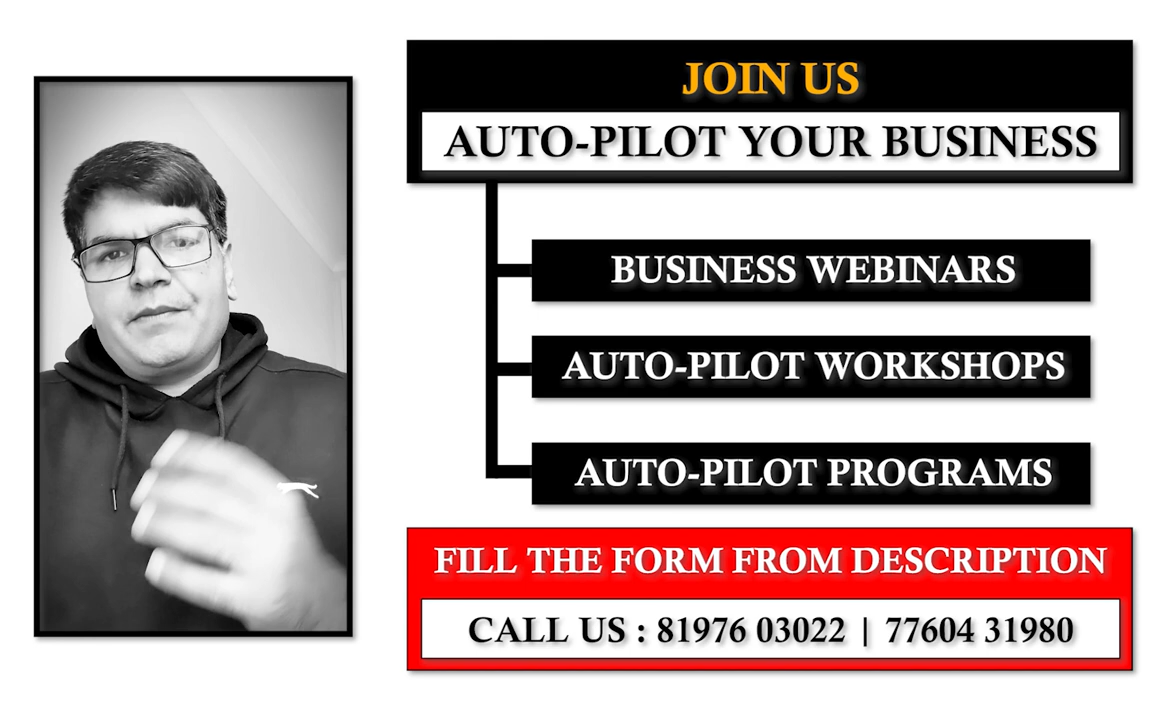 JOIN US
AUTO-PILOT YOUR BUSINESS
BUSINESS WEBINARS
AUTO-PILOT WORKSHOPS
AUTO-PILOT PROGRAMS
FILL THE FORM FROM DESCRIPTION
CALL US : 81976 03022 | 77604 31980